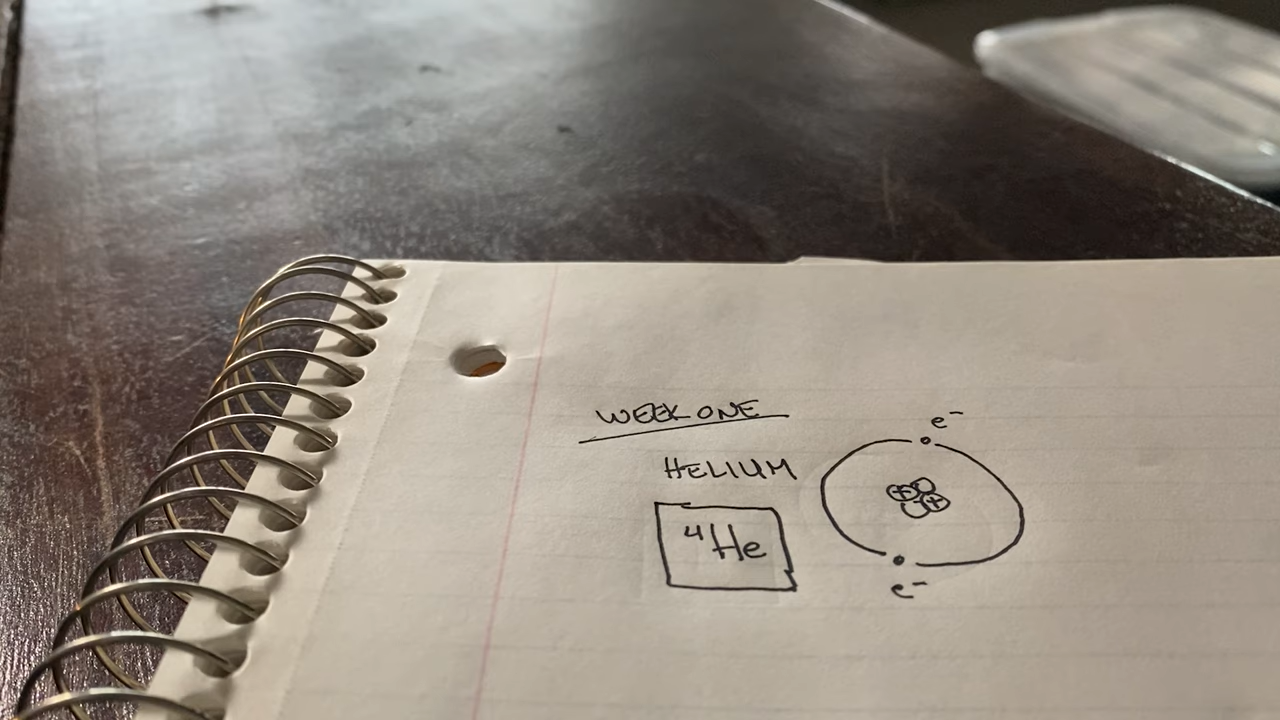 WEEK ONE
HELIUM
⁴He
e⁻
+
+
e⁻